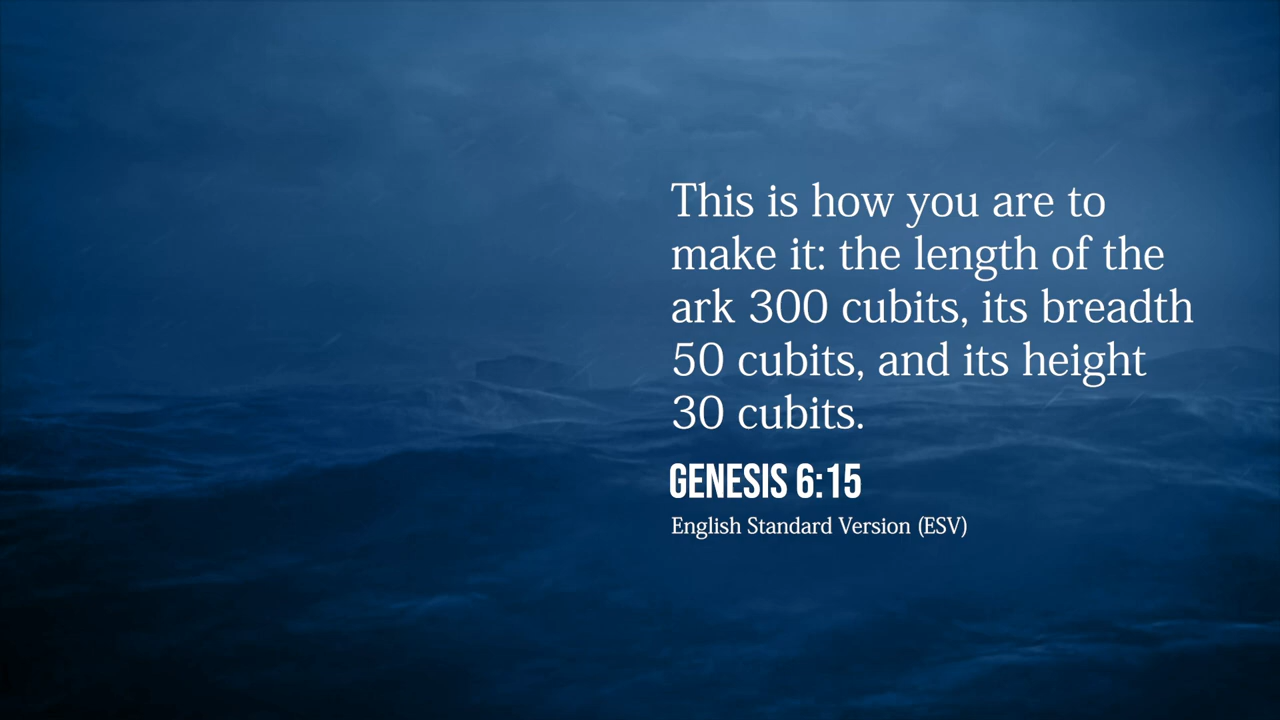 This is how you are to
make it: the length of the
ark 300 cubits, its breadth
50 cubits, and its height
30 cubits.
GENESIS 6:15
English Standard Version (ESV)